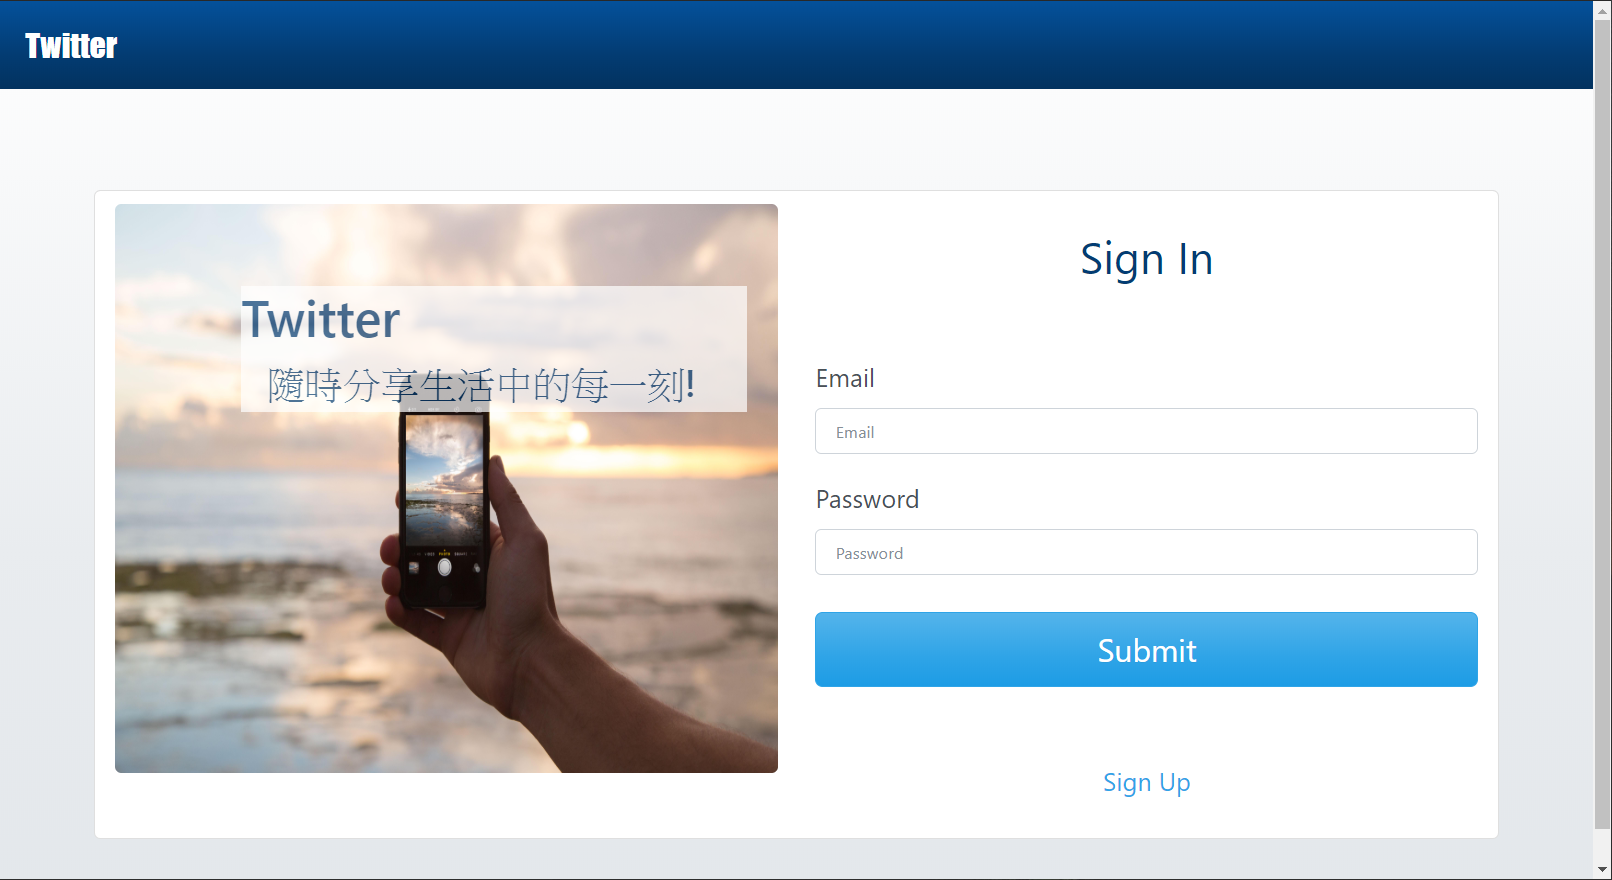 Twitter
Twitter
隨時分享生活中的每一刻!
Sign In
Email
Email
Password
Password
Submit
Sign Up